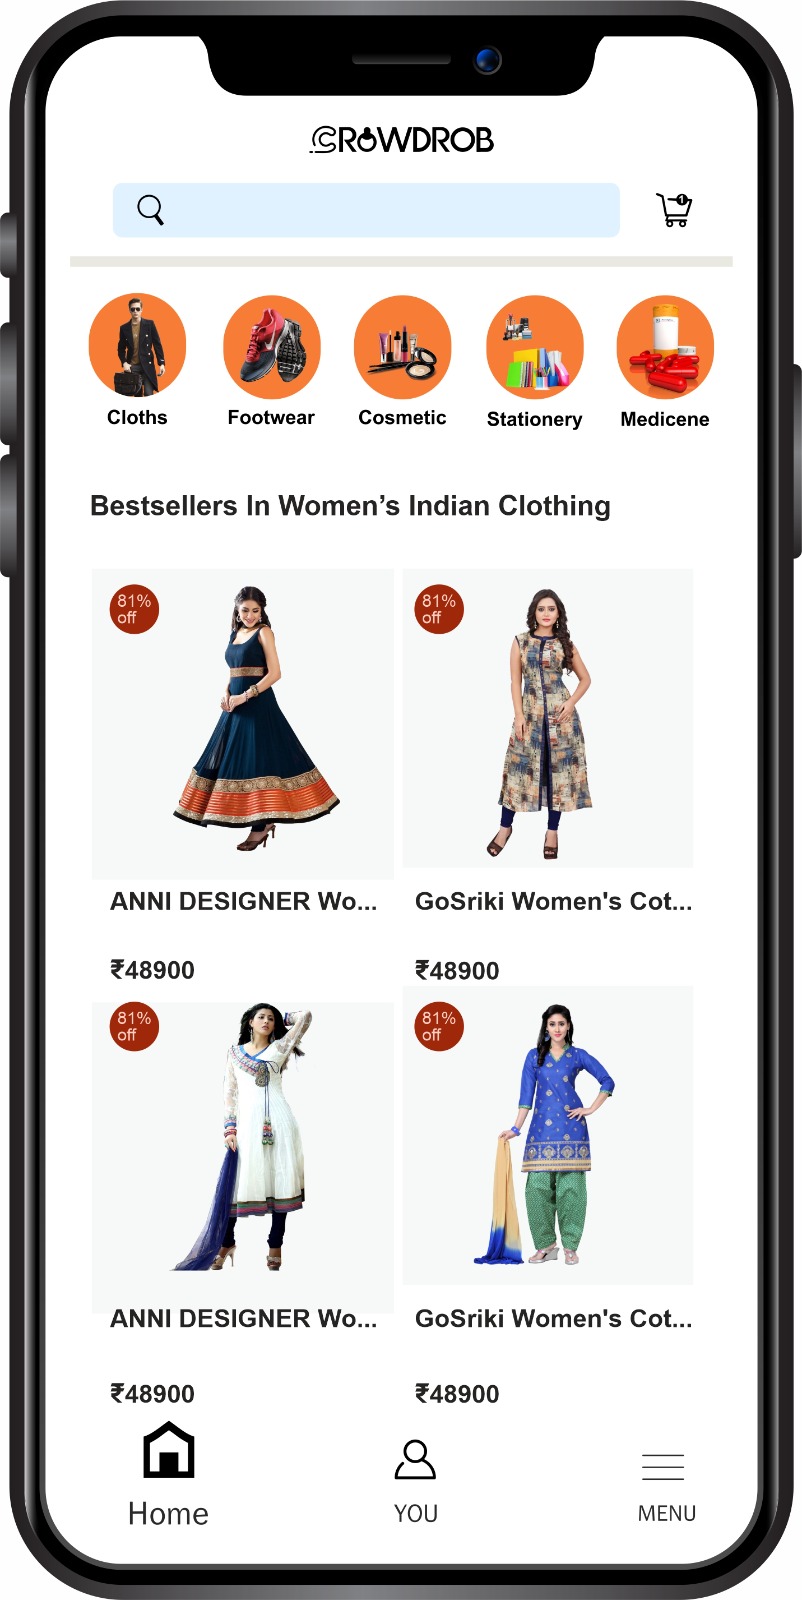 CROWDROB
1
Cloths
Footwear
Cosmetic
Stationery
Medicene
Bestsellers In Women’s Indian Clothing
81%
off
81%
off
ANNI DESIGNER Wo...
GoSriki Women's Cot...
₹48900
₹48900
81%
off
81%
off
ANNI DESIGNER Wo...
GoSriki Women's Cot...
₹48900
₹48900
Home
YOU
MENU